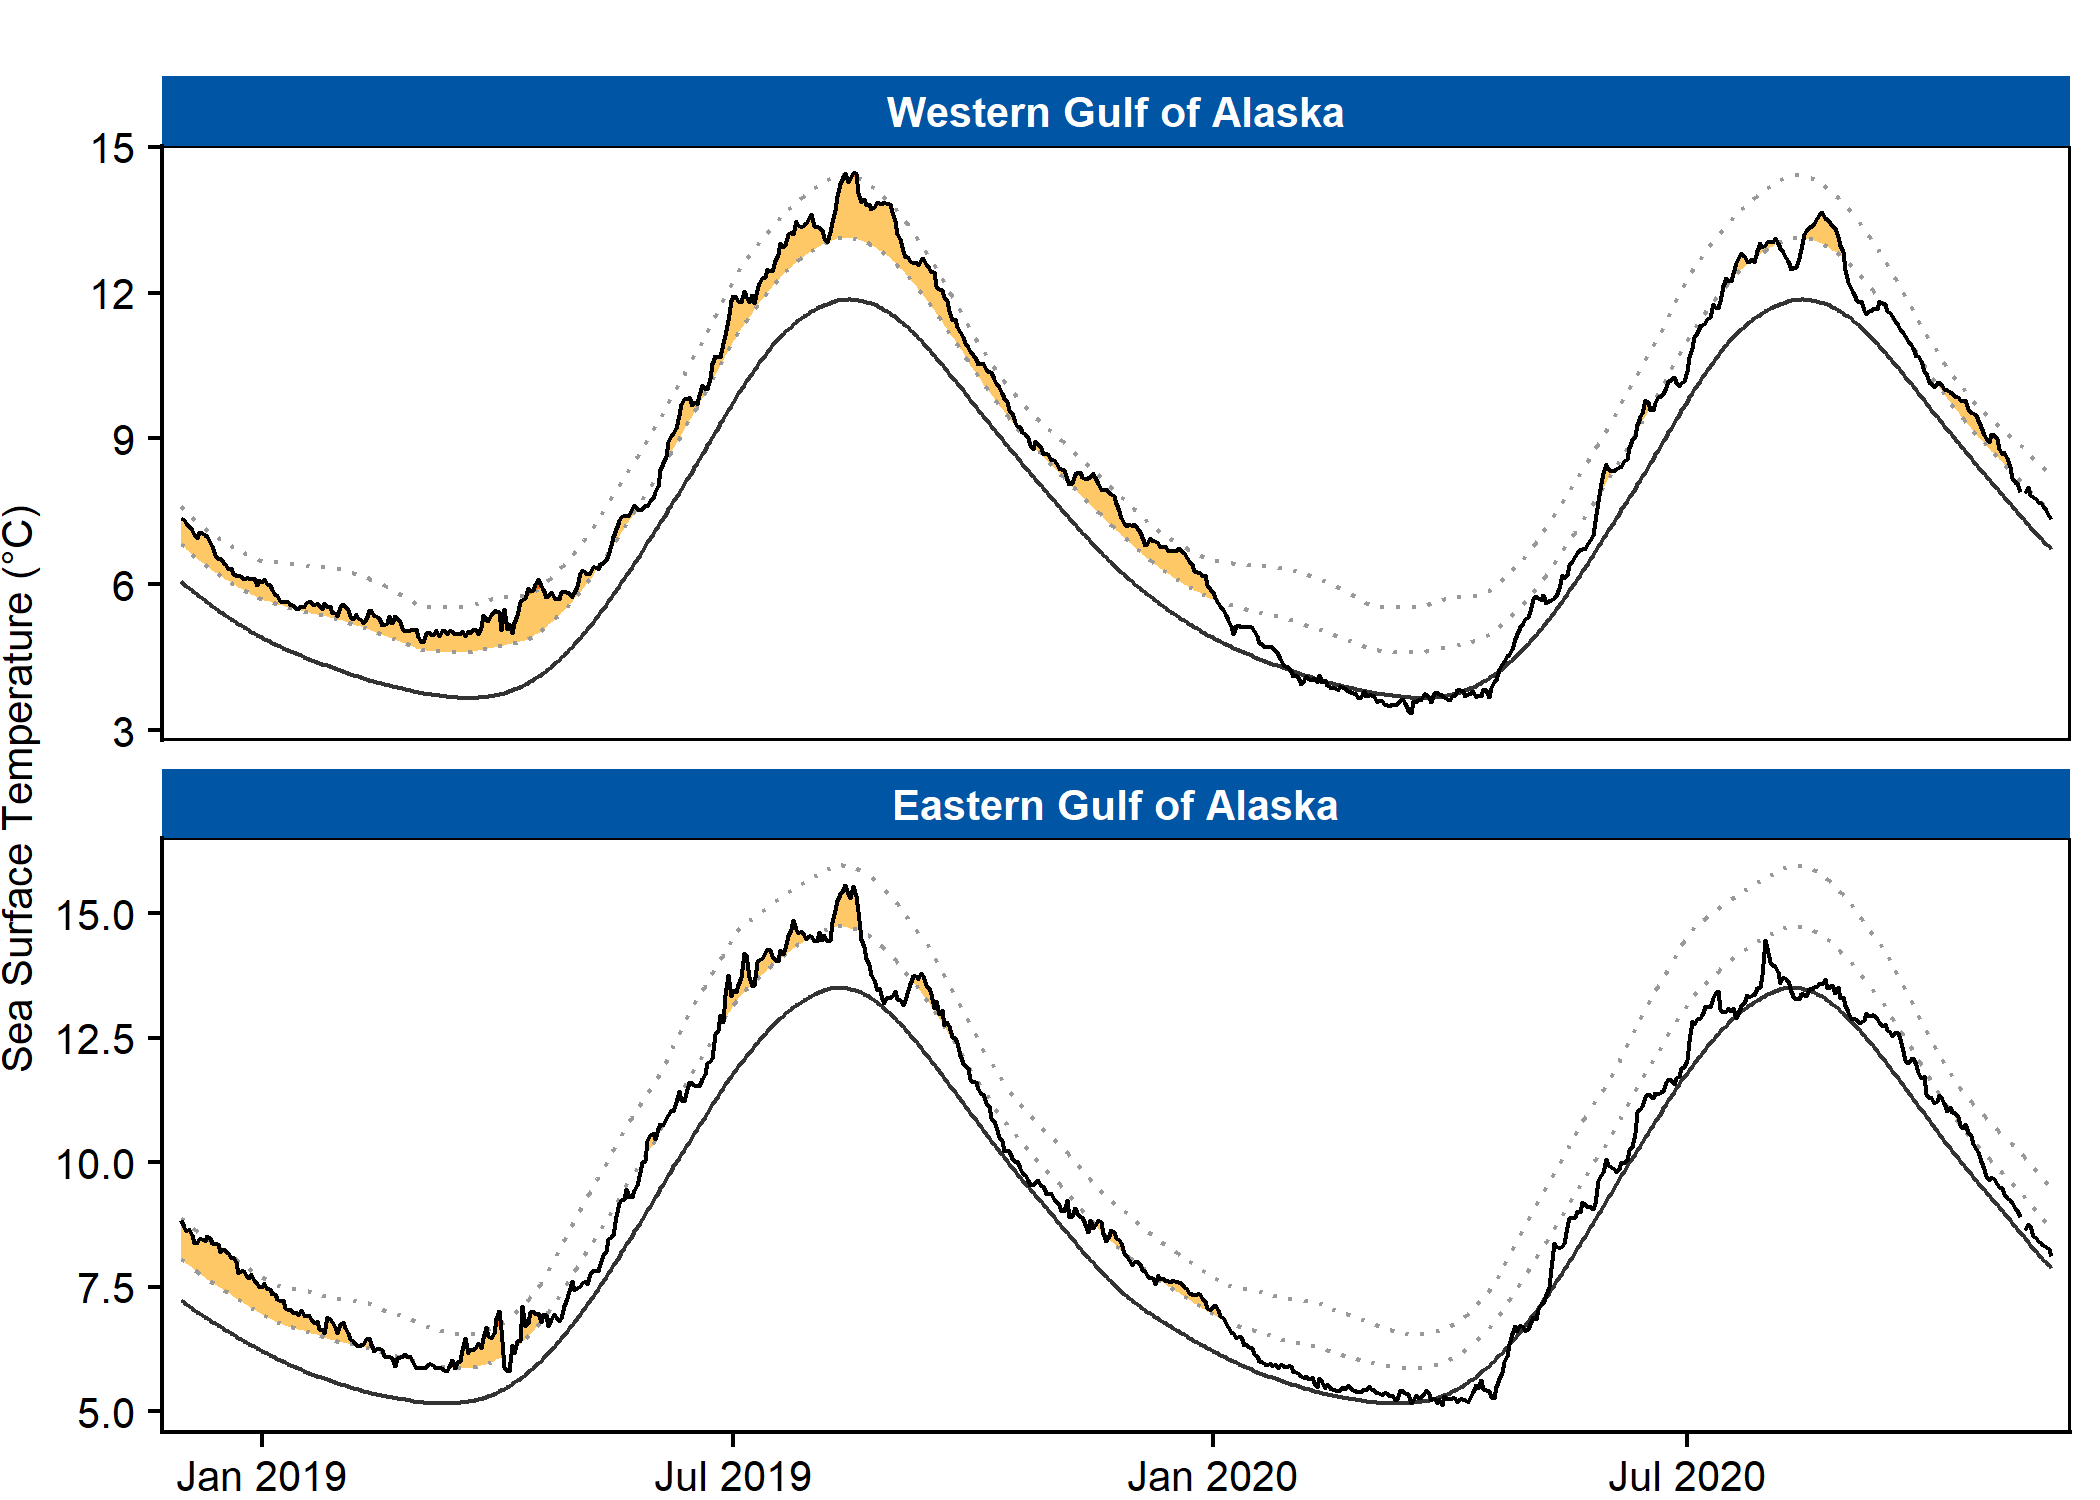 Western Gulf of Alaska
15
12
9
6
3
Sea Surface Temperature (°C)
Eastern Gulf of Alaska
15.0
12.5
10.0
7.5
5.0
Jan 2019
Jul 2019
Jan 2020
Jul 2020